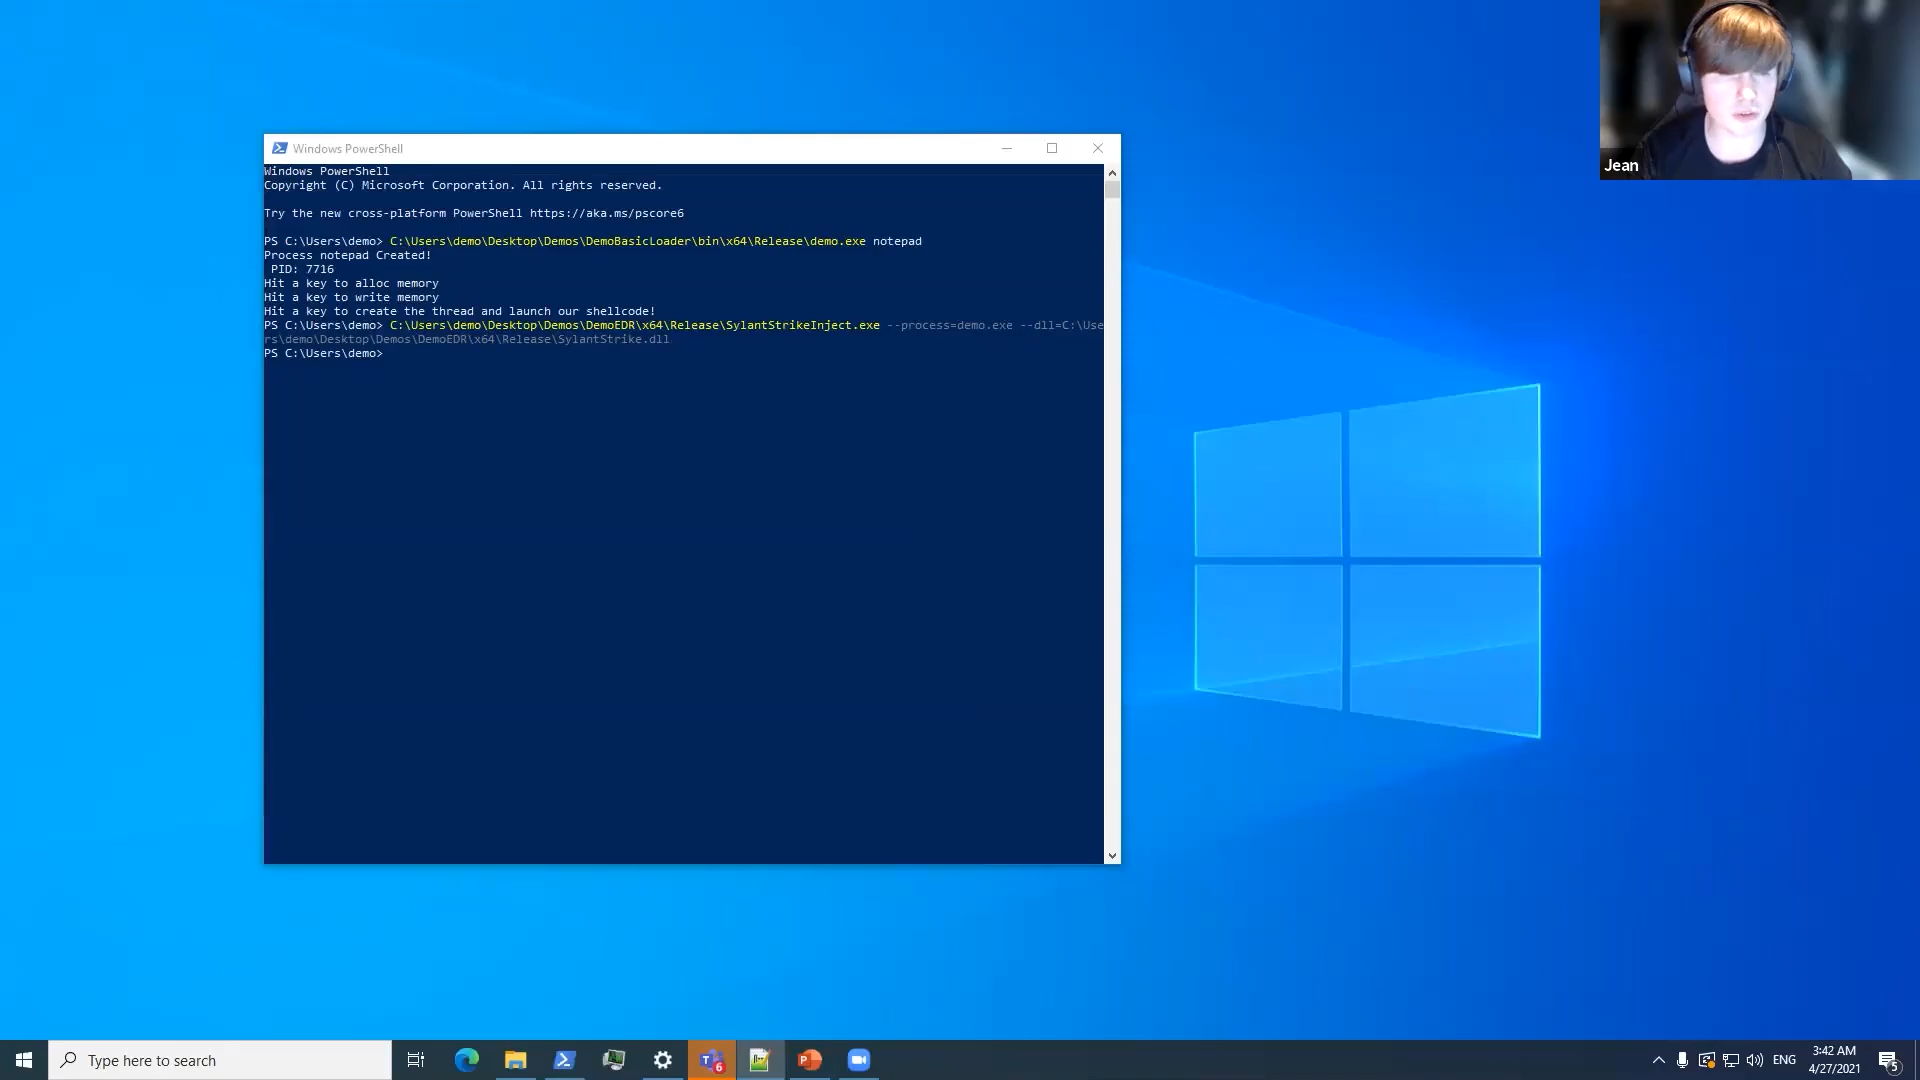 Windows PowerShell
Windows PowerShell
Copyright (C) Microsoft Corporation. All rights reserved.
Try the new cross-platform PowerShell https://aka.ms/pscore6
PS C:\Users\demo> C:\Users\demo\Desktop\Demos\DemoBasicLoader\bin\x64\Release\demo.exe notepad
Process notepad Created!
PID: 7716
Hit a key to alloc memory
Hit a key to write memory
Hit a key to create the thread and launch our shellcode!
PS C:\Users\demo> C:\Users\demo\Desktop\Demos\DemoEDR\x64\Release\SylantStrikeInject.exe --process=demo.exe --dll=C:\Use
rs\demo\Desktop\Demos\DemoEDR\x64\Release\SylantStrike.dll
PS C:\Users\demo>
Jean
Type here to search
6
ENG
3:42 AM
4/27/2021
5